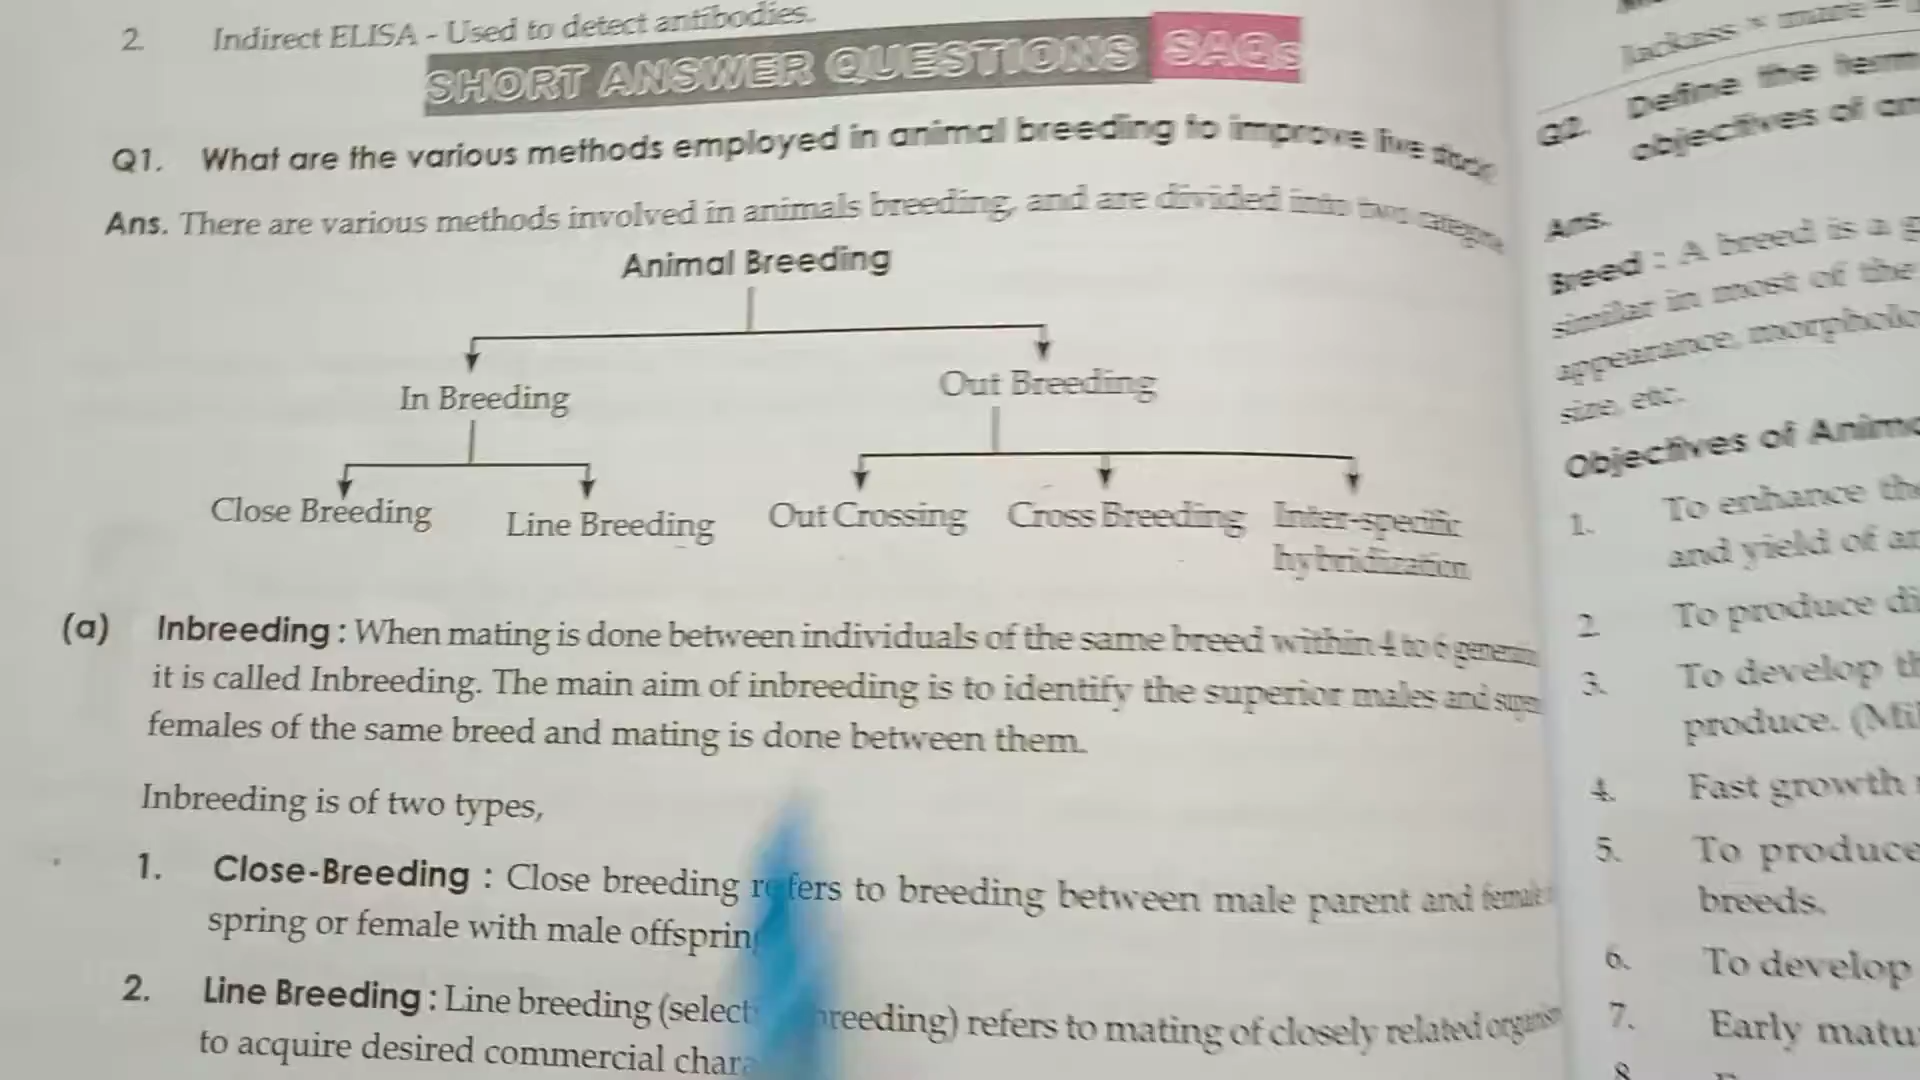 2. Indirect ELISA - Used to detect antibodies.
SHORT ANSWER QUESTIONS SAQs
Q1. What are the various methods employed in animal breeding to improve live stock
Ans. There are various methods involved in animals breeding, and are divided into two
Animal Breeding
In Breeding Out Breeding
Close Breeding Line Breeding Out Crossing Cross Breeding Inter-specific
hybridization
(a) Inbreeding : When mating is done between individuals of the same breed within 4 to 6
it is called Inbreeding. The main aim of inbreeding is to identify the superior males and
females of the same breed and mating is done between them.
Inbreeding is of two types,
1. Close-Breeding : Close breeding refers to breeding between male parent and female
spring or female with male offspring
2. Line Breeding : Line breeding breeding) refers to mating of closely related
to acquire desired commercial
Jackass × mare =
Q2. Define the term
objectives of
Ans.
Breed : A breed is a
similar in most of the
appearance,
size, etc.
Objectives of
1. To enhance
and yield of
2. To produce
3. To develop
produce.
4. Fast growth
5. To produce
breeds.
6. To develop
7. Early
8.